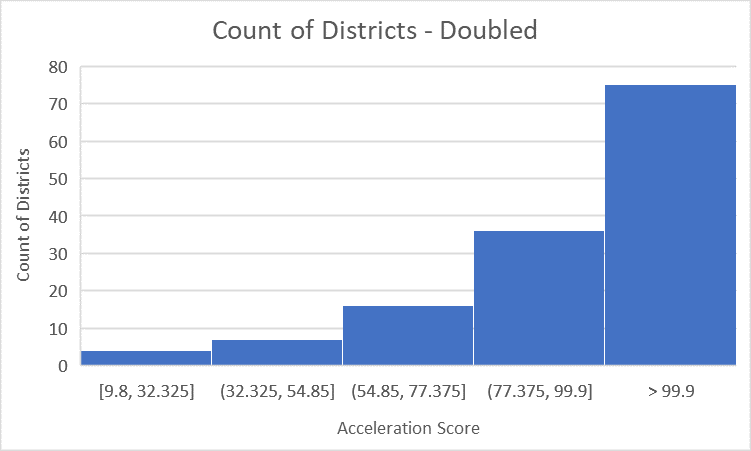 Count of Districts - Doubled
Count of Districts
80
70
60
50
40
30
20
10
0
[9.8, 32.325] (32.325, 54.85] (54.85, 77.375] (77.375, 99.9] > 99.9
Acceleration Score